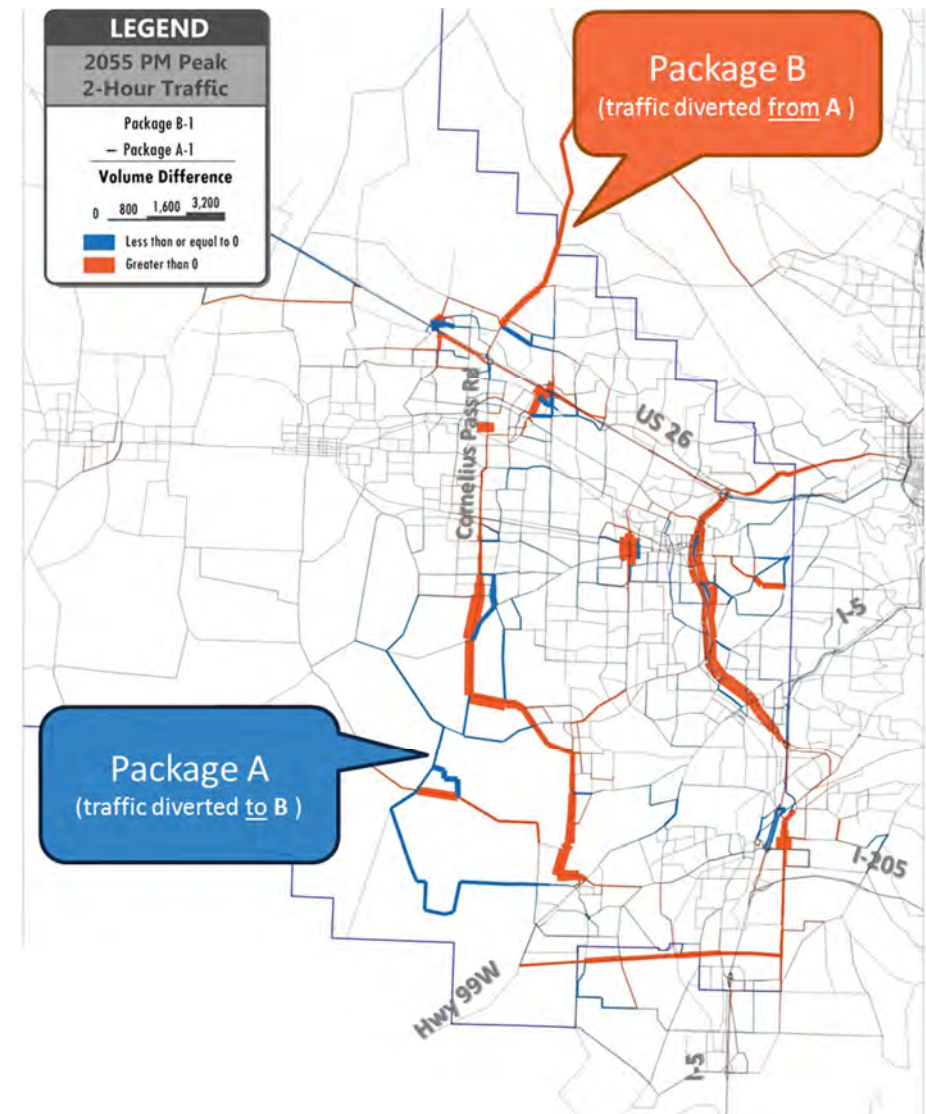 LEGEND
2055 PM Peak
2-Hour Traffic
Package B-1
– Package A-1
Volume Difference
0 800 1,600 3,200
Less than or equal to 0
Greater than 0
Package B
(traffic diverted from A )
Cornelius Pass Rd
US 26
I-5
Package A
(traffic diverted to B )
I-205
Hwy 99W
I-5